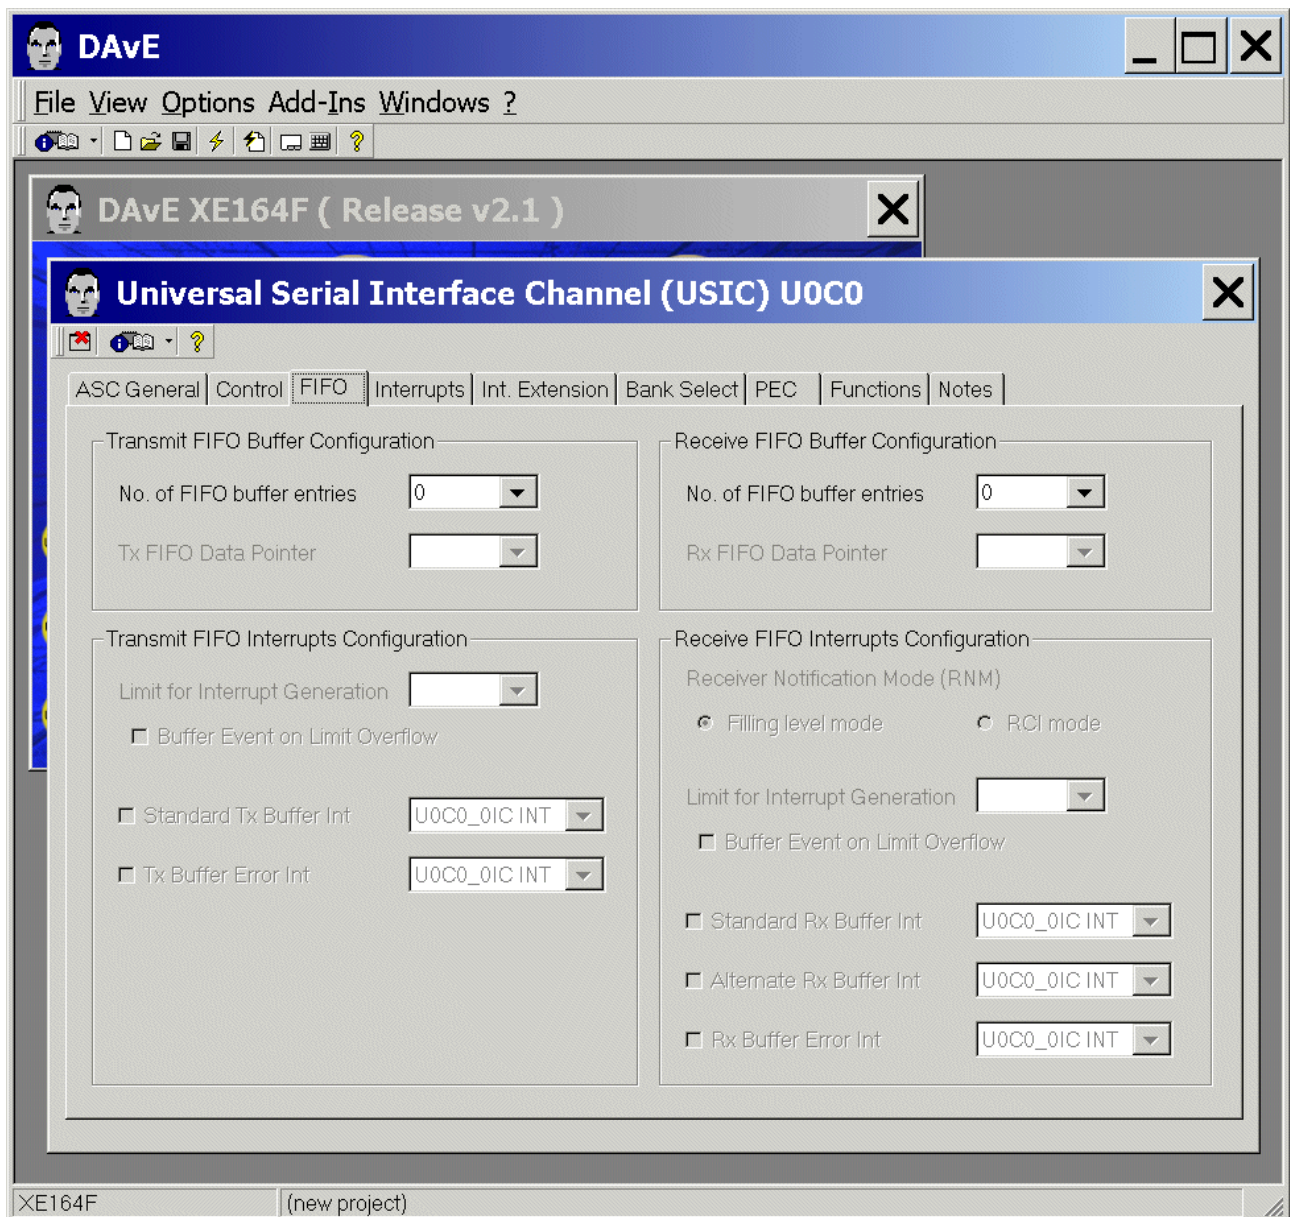 DAvE
File View Options Add-Ins Windows ?
DAvE XE164F ( Release v2.1 )
Universal Serial Interface Channel (USIC) U0C0
ASC General Control FIFO Interrupts Int. Extension Bank Select PEC Functions Notes
Transmit FIFO Buffer Configuration
No. of FIFO buffer entries 0
Tx FIFO Data Pointer
Receive FIFO Buffer Configuration
No. of FIFO buffer entries 0
Rx FIFO Data Pointer
Transmit FIFO Interrupts Configuration
Limit for Interrupt Generation
Buffer Event on Limit Overflow
Standard Tx Buffer Int U0C0_0IC INT
Tx Buffer Error Int U0C0_0IC INT
Receive FIFO Interrupts Configuration
Receiver Notification Mode (RNM)
Filling level mode RCI mode
Limit for Interrupt Generation
Buffer Event on Limit Overflow
Standard Rx Buffer Int U0C0_0IC INT
Alternate Rx Buffer Int U0C0_0IC INT
Rx Buffer Error Int U0C0_0IC INT
XE164F (new project)